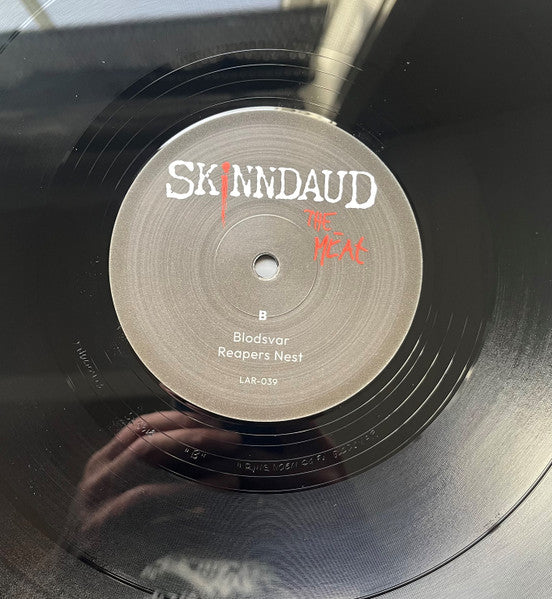 SKINNDAUD
THE
MEAt
B
Blodsvar
Reapers Nest
LAR-039
"B"